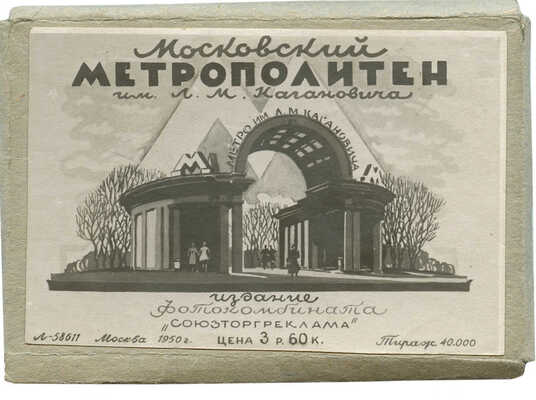 Московский
МЕТРОПОЛИТЕН
им. Л. М. Кагановича
МЕТРО ИМ Л.М КАГАНОВИЧА
М
М
издание
фотокомбината
"СОЮЗТОРГРЕКЛАМА"
Л-58611 Москва 1950 г. ЦЕНА 3 р. 60 к. Тираж 40.000